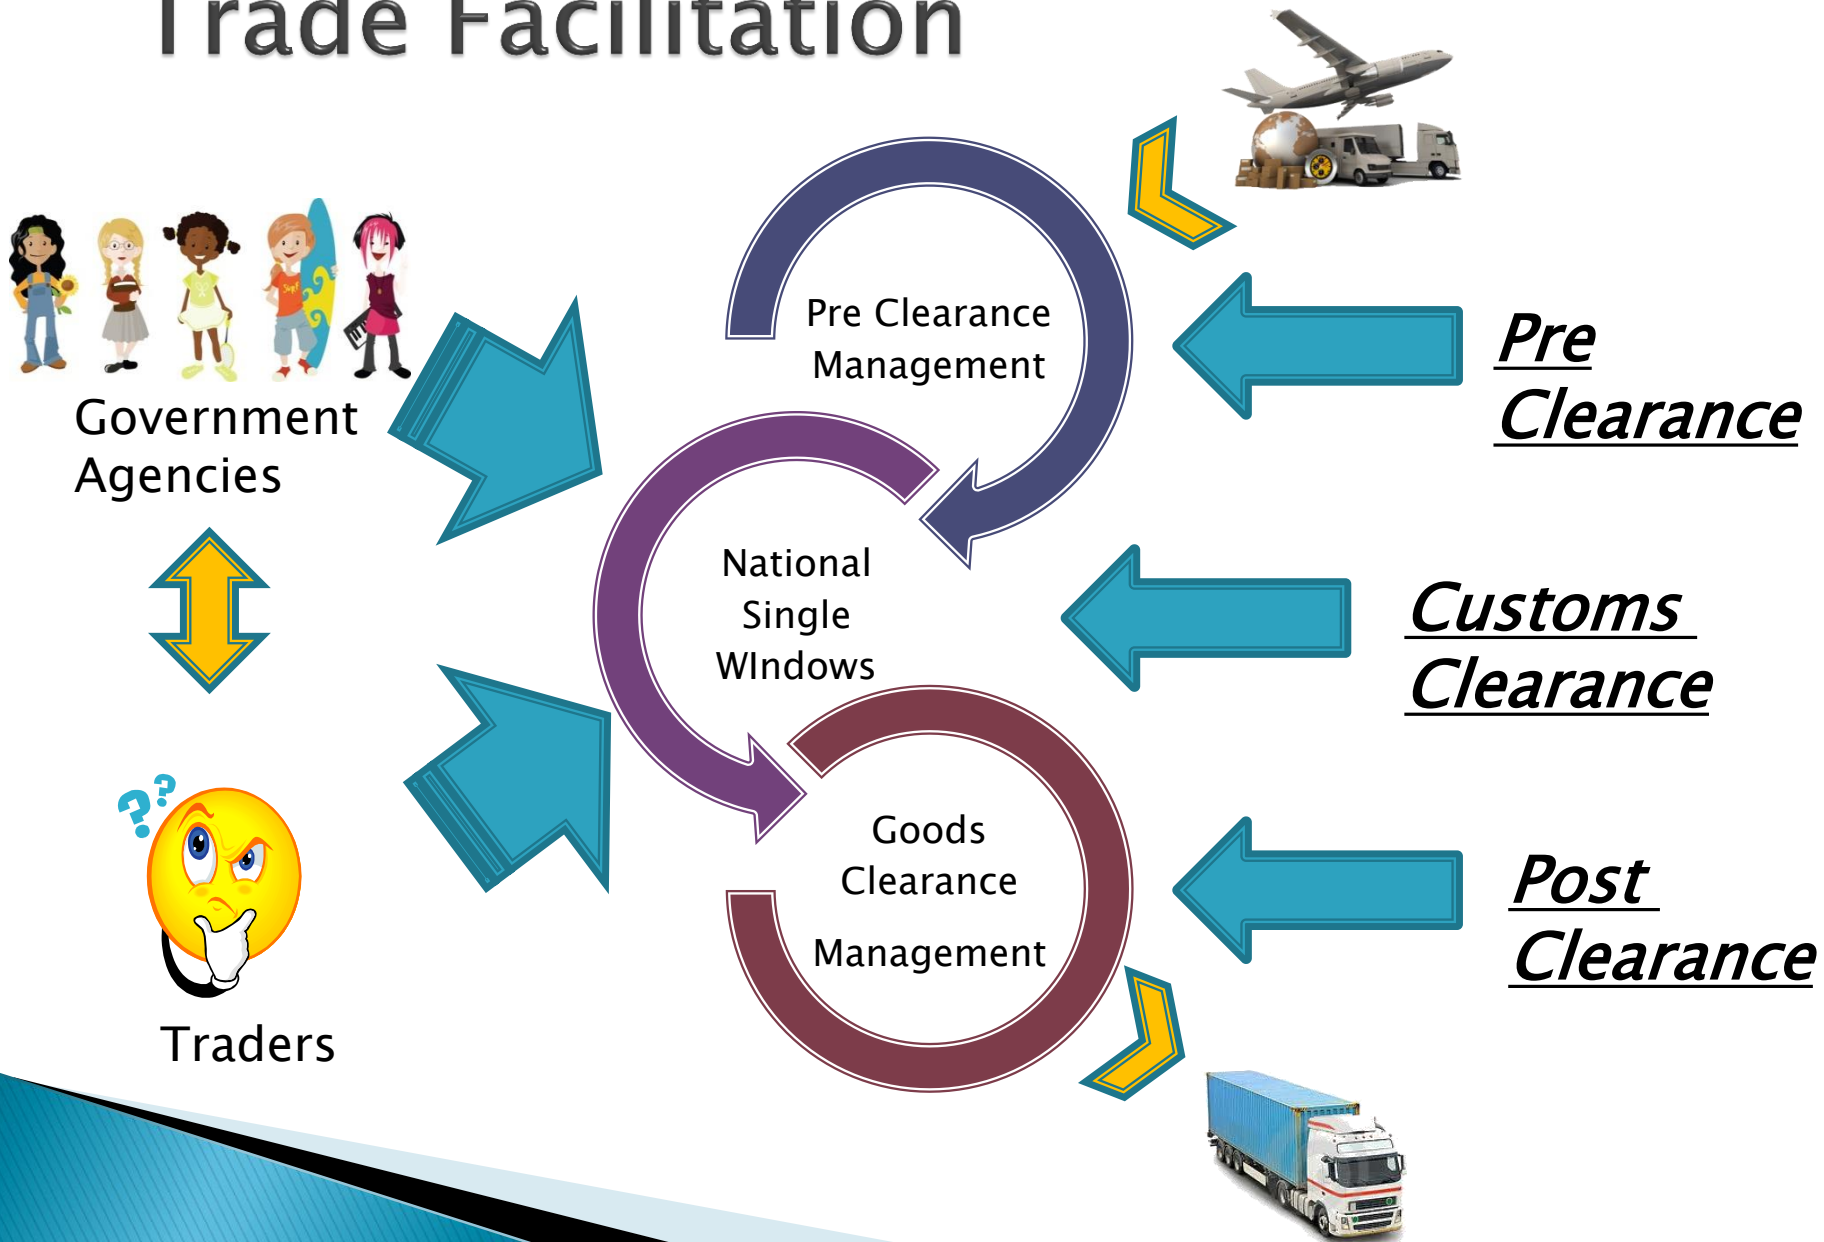 Trade Facilitation
Government
Agencies
Traders
Pre Clearance
Management
National
Single
WIndows
Goods
Clearance
Management
Pre
Clearance
Customs
Clearance
Post
Clearance
Surf
??